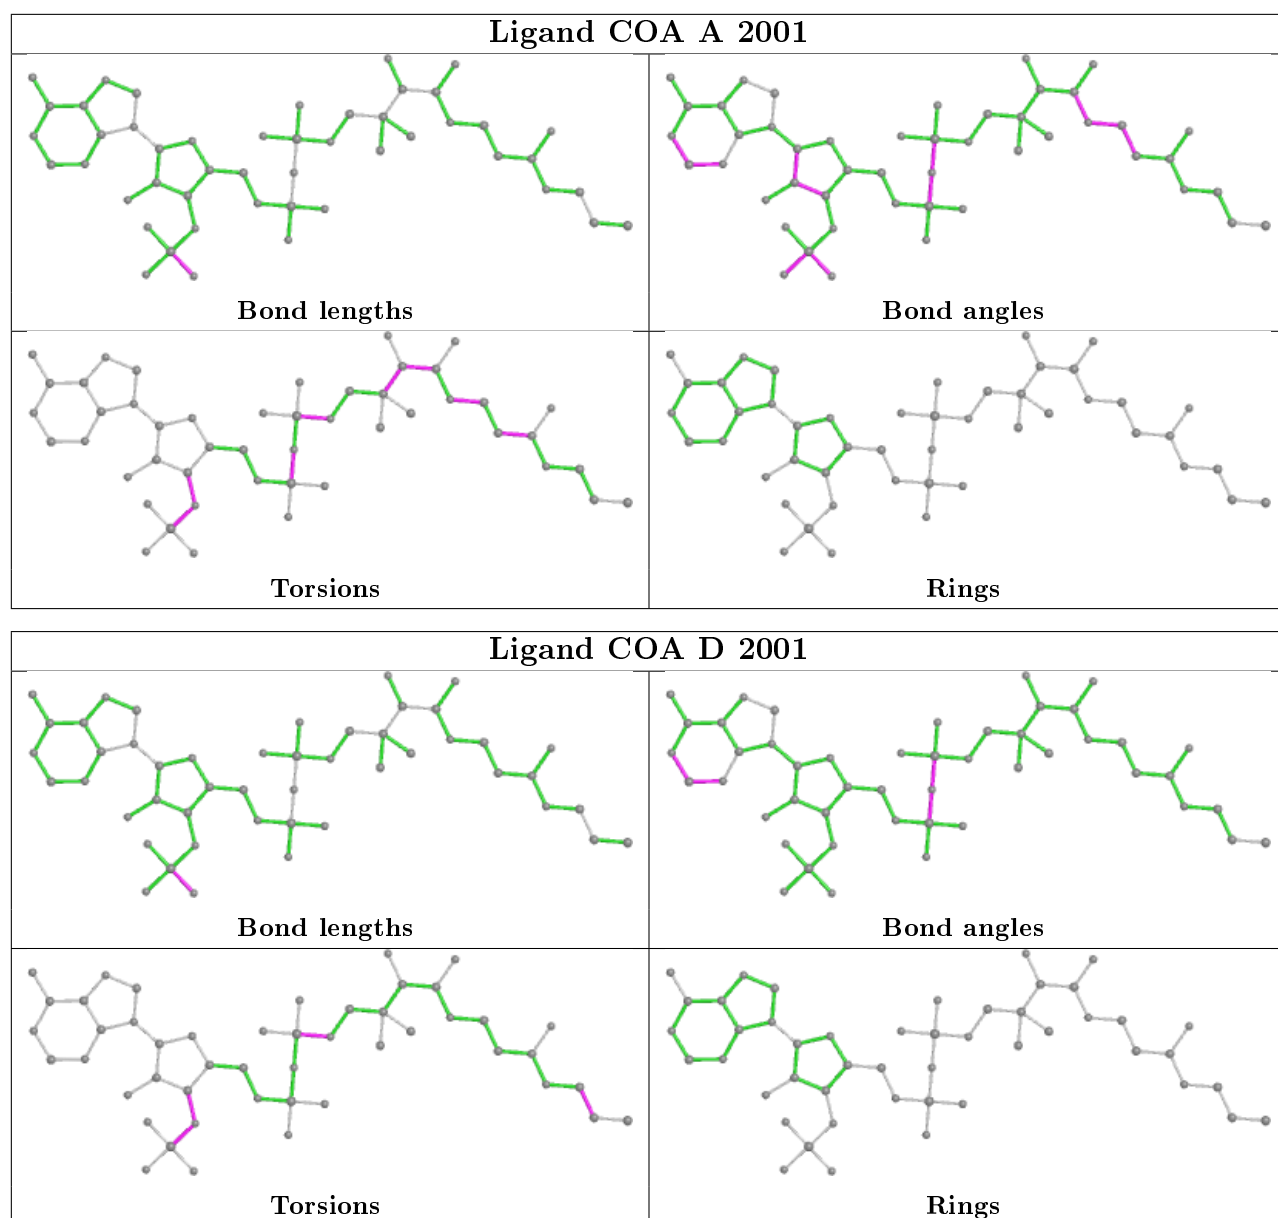 Ligand COA A 2001
Bond lengths
Bond angles
Torsions
Rings
Ligand COA D 2001
Bond lengths
Bond angles
Torsions
Rings